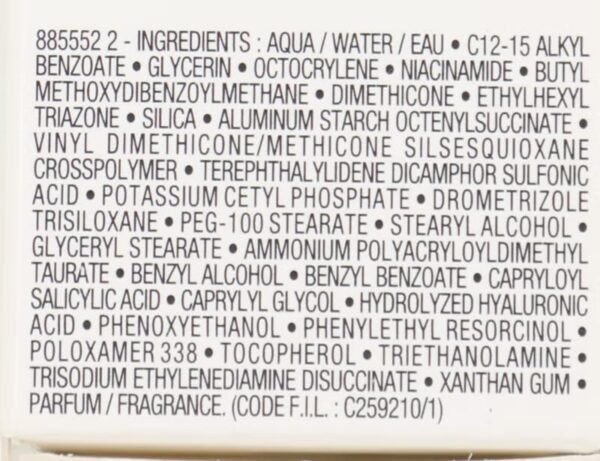 885552 2 - INGREDIENTS : AQUA / WATER / EAU • C12-15 ALKYL
BENZOATE • GLYCERIN • OCTOCRYLENE • NIACINAMIDE • BUTYL
METHOXYDIBENZOYLMETHANE • DIMETHICONE • ETHYLHEXYL
TRIAZONE • SILICA • ALUMINUM STARCH OCTENYLSUCCINATE •
VINYL DIMETHICONE/METHICONE SILSESQUIOXANE
CROSSPOLYMER • TEREPHTHALYLIDENE DICAMPHOR SULFONIC
ACID • POTASSIUM CETYL PHOSPHATE • DROMETRIZOLE
TRISILOXANE • PEG-100 STEARATE • STEARYL ALCOHOL •
GLYCERYL STEARATE • AMMONIUM POLYACRYLOYLDIMETHYL
TAURATE • BENZYL ALCOHOL • BENZYL BENZOATE • CAPRYLOYL
SALICYLIC ACID • CAPRYLYL GLYCOL • HYDROLYZED HYALURONIC
ACID • PHENOXYETHANOL • PHENYLETHYL RESORCINOL •
POLOXAMER 338 • TOCOPHEROL • TRIETHANOLAMINE •
TRISODIUM ETHYLENEDIAMINE DISUCCINATE • XANTHAN GUM •
PARFUM / FRAGRANCE. (CODE F.I.L. : C259210/1)